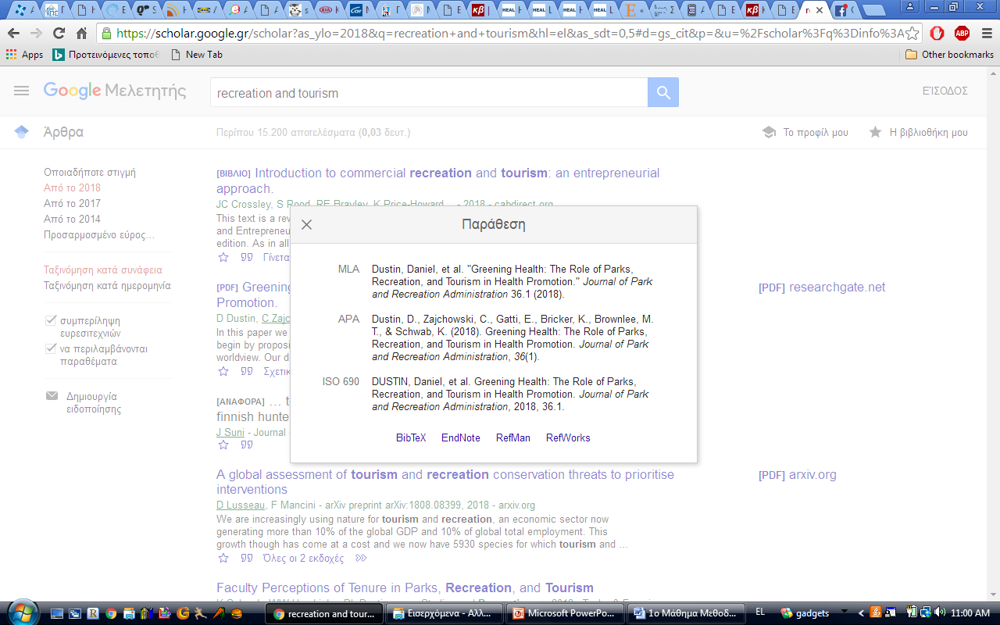 https://scholar.google.gr/scholar?as_ylo=2018&q=recreation+and+tourism&hl=el&as_sdt=0,5#d=gs_cit&p=&u=%2Fscholar%3Fq%3Dinfo%3A
Apps Προτεινόμενες τοποθ New Tab Other bookmarks
Google Μελετητής recreation and tourism ΕΊΣΟΔΟΣ
Άρθρα Περίπου 15.200 αποτελέσματα (0,03 δευτ.) Το προφίλ μου Η βιβλιοθήκη μου
Οποιαδήποτε στιγμή
Από το 2018
Από το 2017
Από το 2014
Προσαρμοσμένο εύρος...
Ταξινόμηση κατά συνάφεια
Ταξινόμηση κατά ημερομηνία
συμπερίληψη
ευρεσιτεχνιών
να περιλαμβάνονται
παραθέματα
Δημιουργία
ειδοποίησης
[ΒΙΒΛΙΟ] Introduction to commercial recreation and tourism: an entrepreneurial
approach.
JC Crossley, S Rood, RE Brayley, K Price-Howard... - 2018 - cabdirect.org
This text is a rev
and Entrepreneu
edition. As in all
Γίνετα
[PDF] Greening
Promotion.
D Dustin, C Zajc
In this paper we
begin by proposi
worldview. Our d
Σχετικ
[PDF] researchgate.net
[ΑΝΑΦΟΡΑ] … t
finnish hunte
J Suni - Journal
Παράθεση
MLA Dustin, Daniel, et al. "Greening Health: The Role of Parks,
Recreation, and Tourism in Health Promotion." Journal of Park
and Recreation Administration 36.1 (2018).
APA Dustin, D., Zajchowski, C., Gatti, E., Bricker, K., Brownlee, M.
T., & Schwab, K. (2018). Greening Health: The Role of Parks,
Recreation, and Tourism in Health Promotion. Journal of Park
and Recreation Administration, 36(1).
ISO 690 DUSTIN, Daniel, et al. Greening Health: The Role of Parks,
Recreation, and Tourism in Health Promotion. Journal of Park
and Recreation Administration, 2018, 36.1.
BibTeX EndNote RefMan RefWorks
A global assessment of tourism and recreation conservation threats to prioritise
interventions
D Lusseau, F Mancini - arXiv preprint arXiv:1808.08399, 2018 - arxiv.org
We are increasingly using nature for tourism and recreation, an economic sector now
generating more than 10% of the global GDP and 10% of global total employment. This
growth though has come at a cost and we now have 5930 species for which tourism and …
Όλες οι 2 εκδοχές
[PDF] arxiv.org
Faculty Perceptions of Tenure in Parks, Recreation, and Tourism
recreation and tour... Εισερχόμενα - Αλλ... Microsoft PowerPo... 1ο Μάθημα Μεθοδ... EL gadgets 11:00 AM